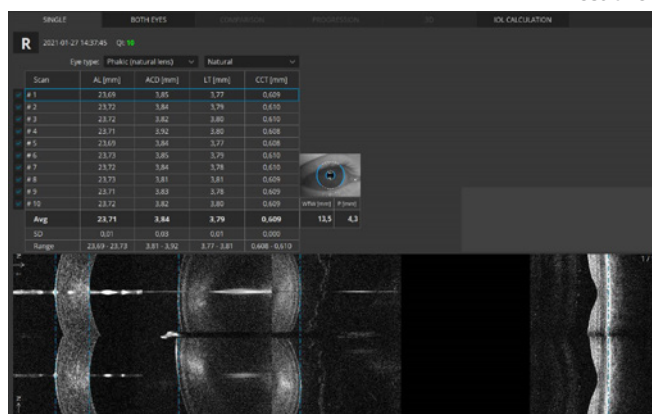 SINGLE BOTH EYES COMPARISON PROGRESSION 3D IOL CALCULATION
R 2021-01-27 14:37:45 QI: 10
Eye type: Phakic (natural lens) Natural
Scan AL [mm] ACD [mm] LT [mm] CCT [mm]
# 1 23,69 3,85 3,77 0,609
# 2 23,72 3,84 3,79 0,610
# 3 23,72 3,82 3,80 0,610
# 4 23,71 3,92 3,80 0,608
# 5 23,69 3,84 3,77 0,608
# 6 23,73 3,85 3,79 0,610
# 7 23,72 3,84 3,78 0,610
# 8 23,73 3,81 3,81 0,609
# 9 23,71 3,83 3,78 0,609
# 10 23,72 3,82 3,80 0,609
WTW [mm] P [mm]
Avg 23,71 3,84 3,79 0,609 13,5 4,3
SD 0,01 0,03 0,01 0,000
Range 23,69 - 23,73 3,81 - 3,92 3,77 - 3,81 0,608 - 0,610